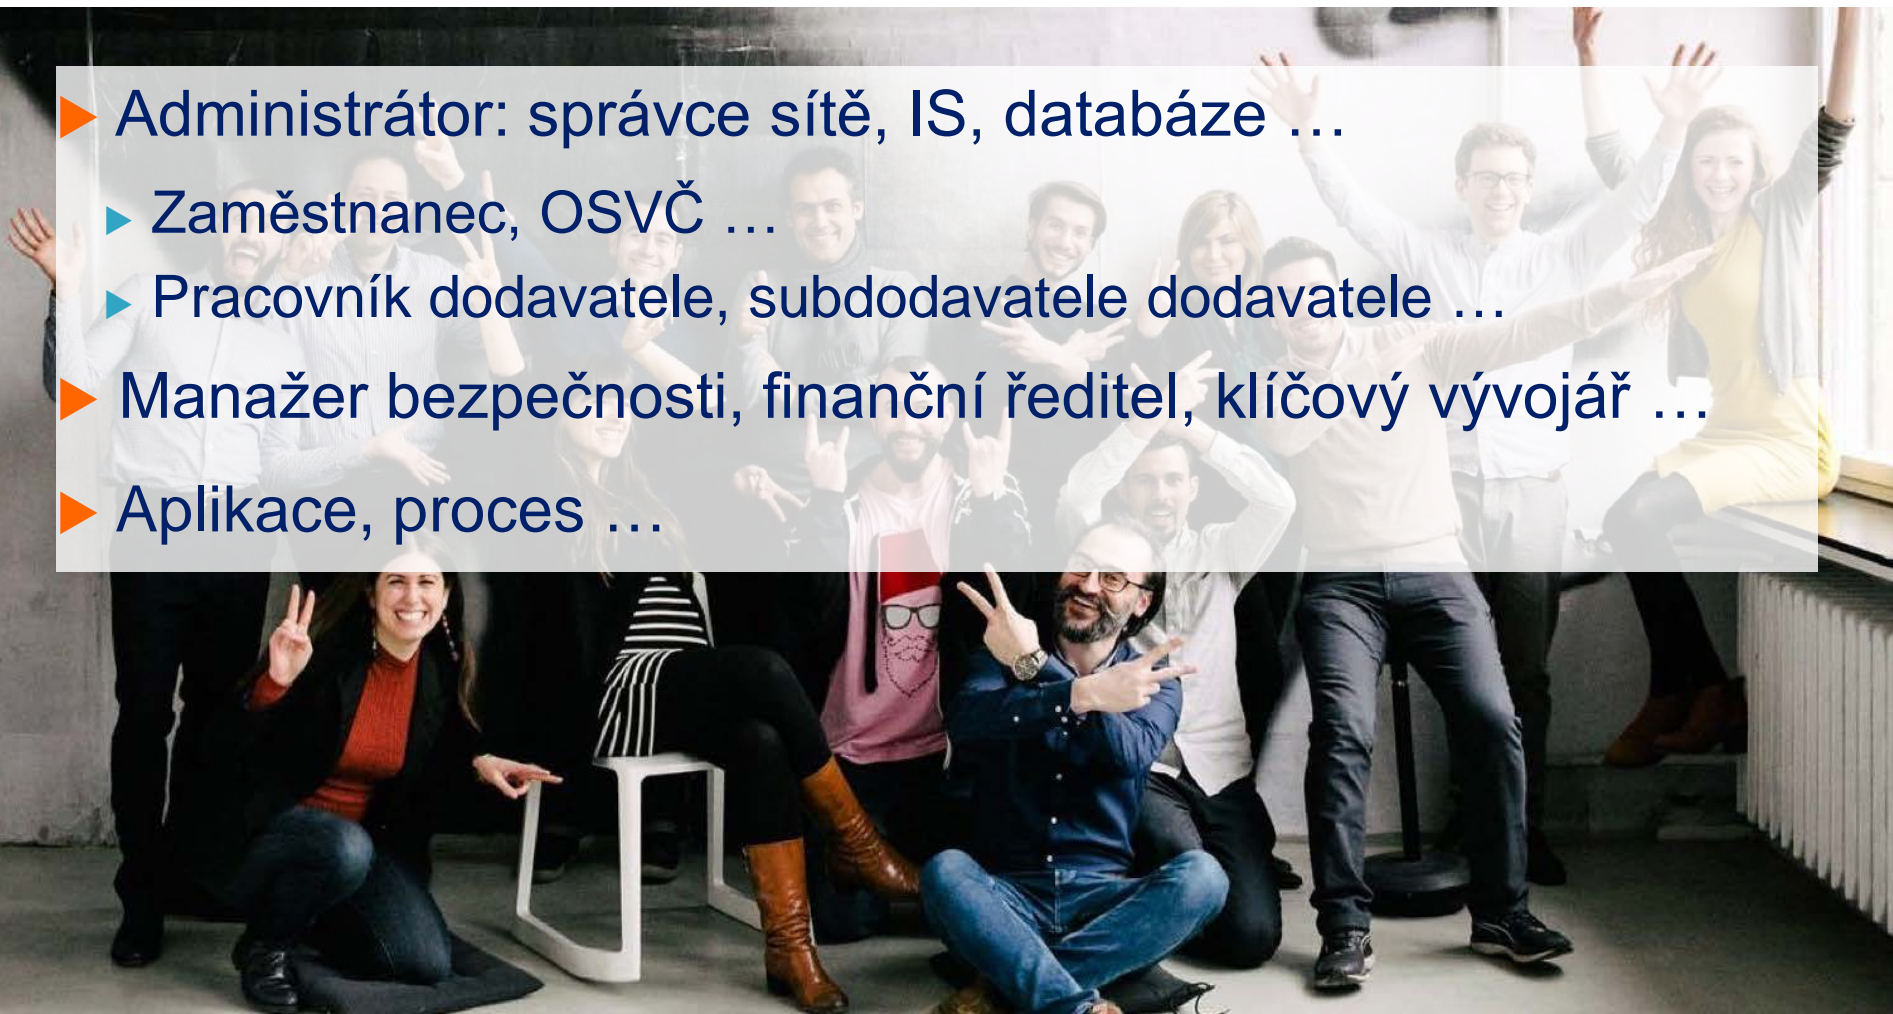 Administrátor: správce sítě, IS, databáze …
Zaměstnanec, OSVČ …
Pracovník dodavatele, subdodavatele dodavatele …
Manažer bezpečnosti, finanční ředitel, klíčový vývojář …
Aplikace, proces …